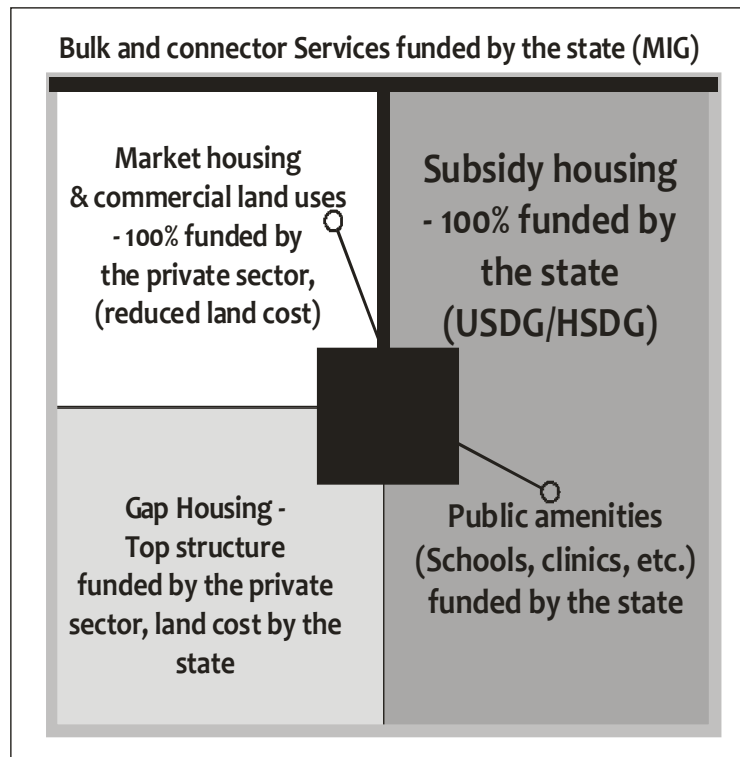 Bulk and connector Services funded by the state (MIG)
Market housing
& commercial land uses
- 100% funded by
the private sector,
(reduced land cost)
Subsidy housing
- 100% funded by
the state
(USDG/HSDG)
Gap Housing -
Top structure
funded by the private
sector, land cost by the
state
Public amenities
(Schools, clinics, etc.)
funded by the state